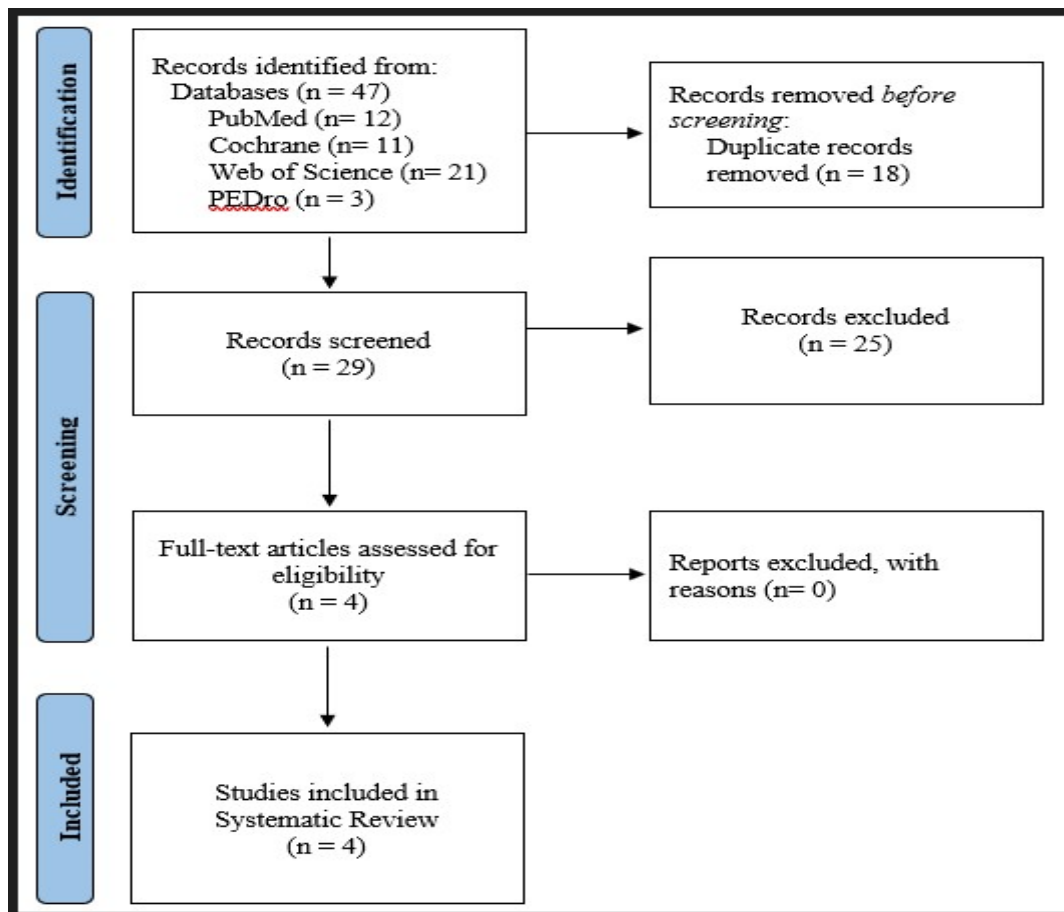 Identification
Records identified from:
Databases (n = 47)
PubMed (n= 12)
Cochrane (n= 11)
Web of Science (n= 21)
PEDro (n = 3)
Records removed before
screening:
Duplicate records
removed (n = 18)
Screening
Records screened
(n = 29)
Records excluded
(n = 25)
Full-text articles assessed for
eligibility
(n = 4)
Reports excluded, with
reasons (n= 0)
Included
Studies included in
Systematic Review
(n = 4)